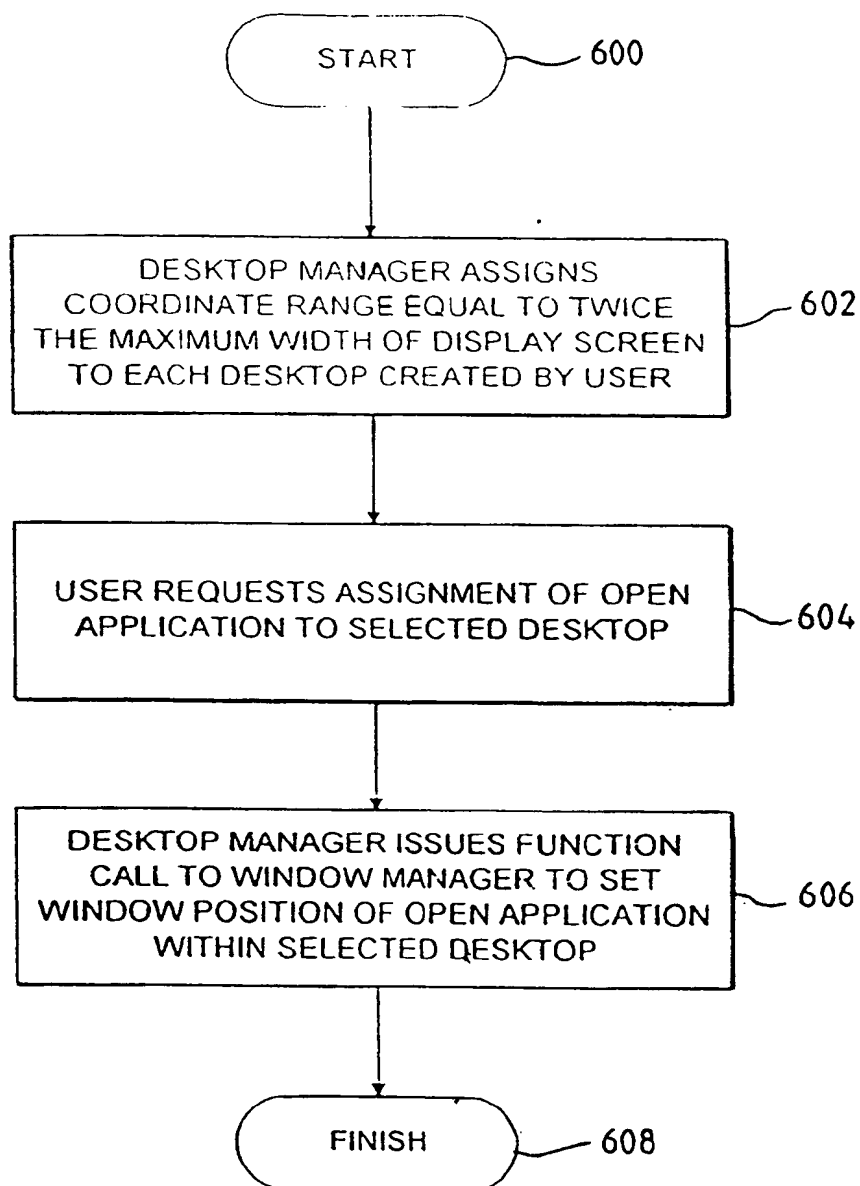 START
600
DESKTOP MANAGER ASSIGNS
COORDINATE RANGE EQUAL TO TWICE
THE MAXIMUM WIDTH OF DISPLAY SCREEN
TO EACH DESKTOP CREATED BY USER
602
USER REQUESTS ASSIGNMENT OF OPEN
APPLICATION TO SELECTED DESKTOP
604
DESKTOP MANAGER ISSUES FUNCTION
CALL TO WINDOW MANAGER TO SET
WINDOW POSITION OF OPEN APPLICATION
WITHIN SELECTED DESKTOP
606
FINISH
608